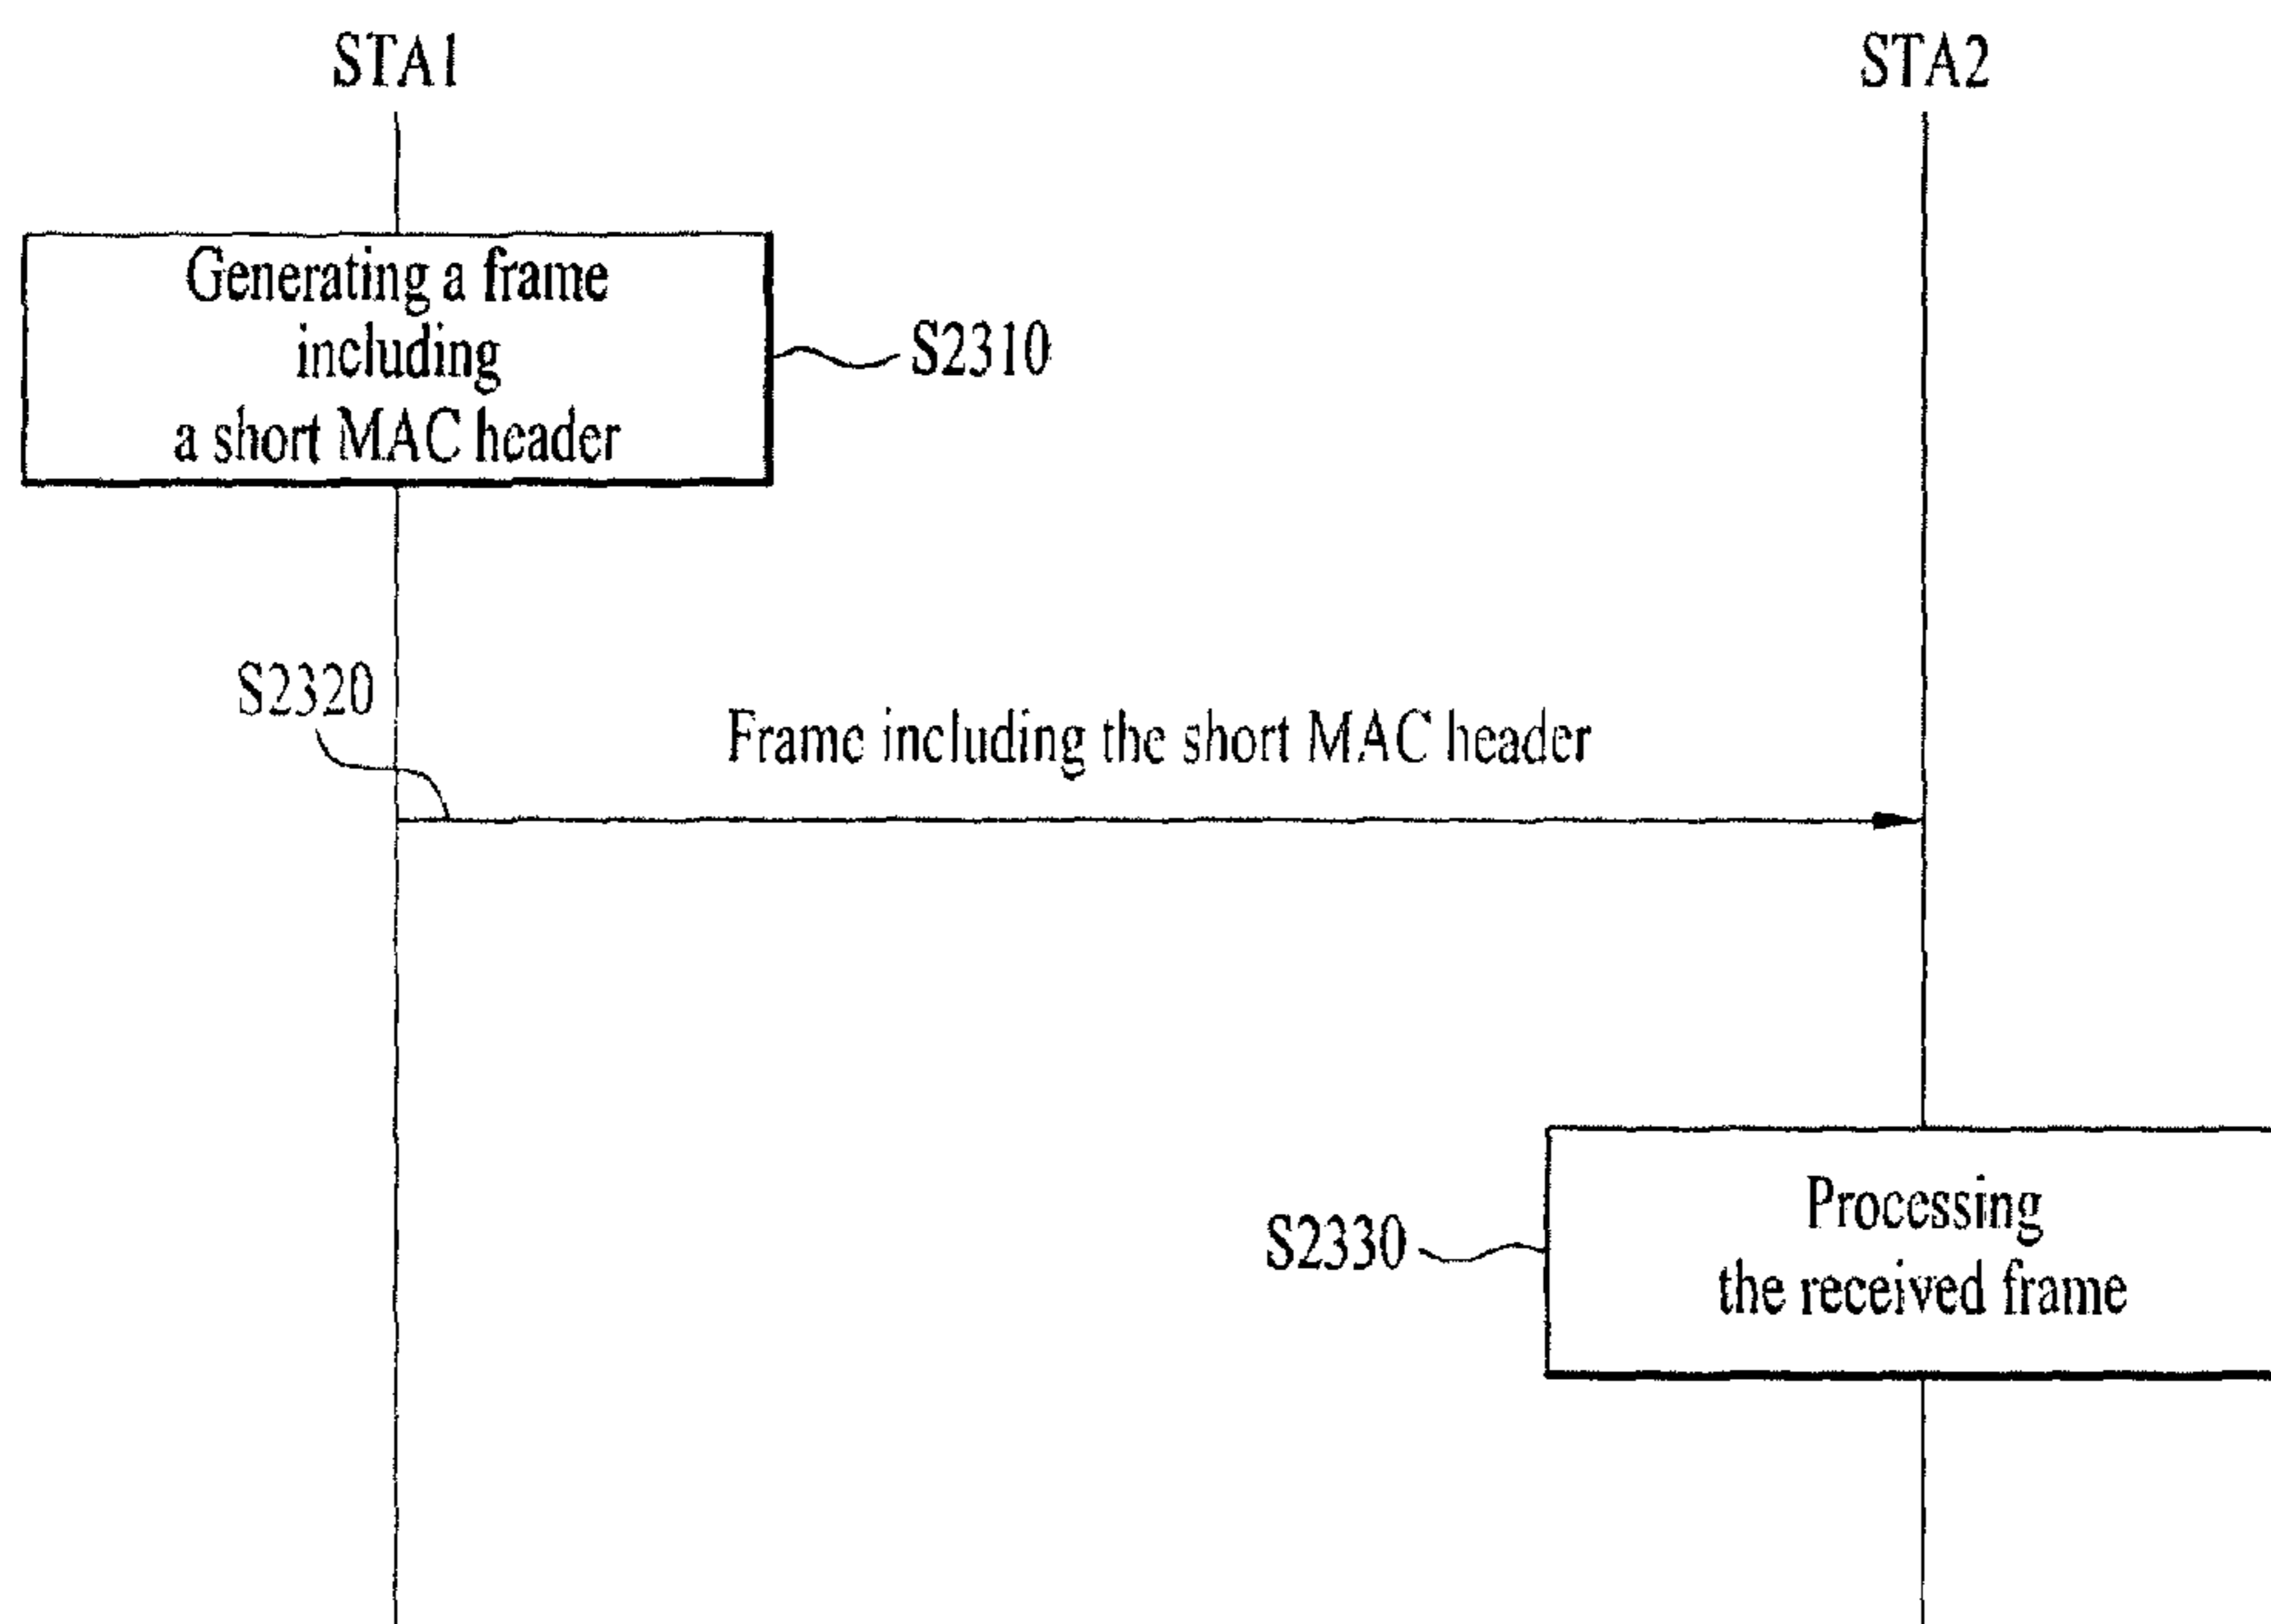 STA1
STA2
Generating a frame
including
a short MAC header
S2310
S2320
Frame including the short MAC header
S2330
Processing
the received frame